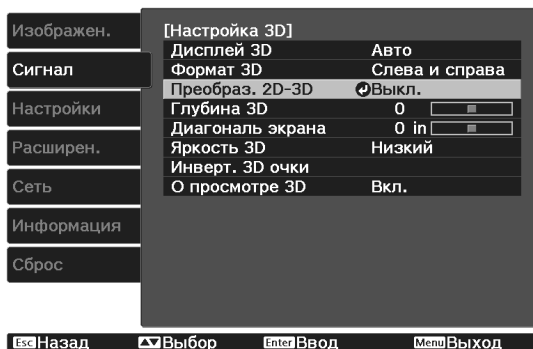 Изображен.
Сигнал
Настройки
Расширен.
Сеть
Информация
Сброс
[Настройка 3D]
Дисплей 3D Авто
Формат 3D Слева и справа
Преобраз. 2D-3D Выкл.
Глубина 3D 0
Диагональ экрана 0 in
Яркость 3D Низкий
Инверт. 3D очки
О просмотре 3D Вкл.
Esc Назад Выбор Enter Ввод Menu Выход